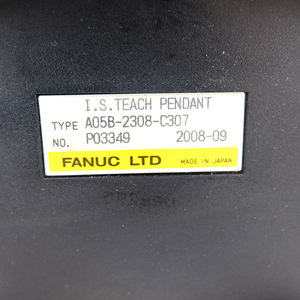 I.S.TEACH PENDANT
TYPE A05B-2308-C307
NO. P03349 2008-09
FANUC LTD MADE IN JAPAN